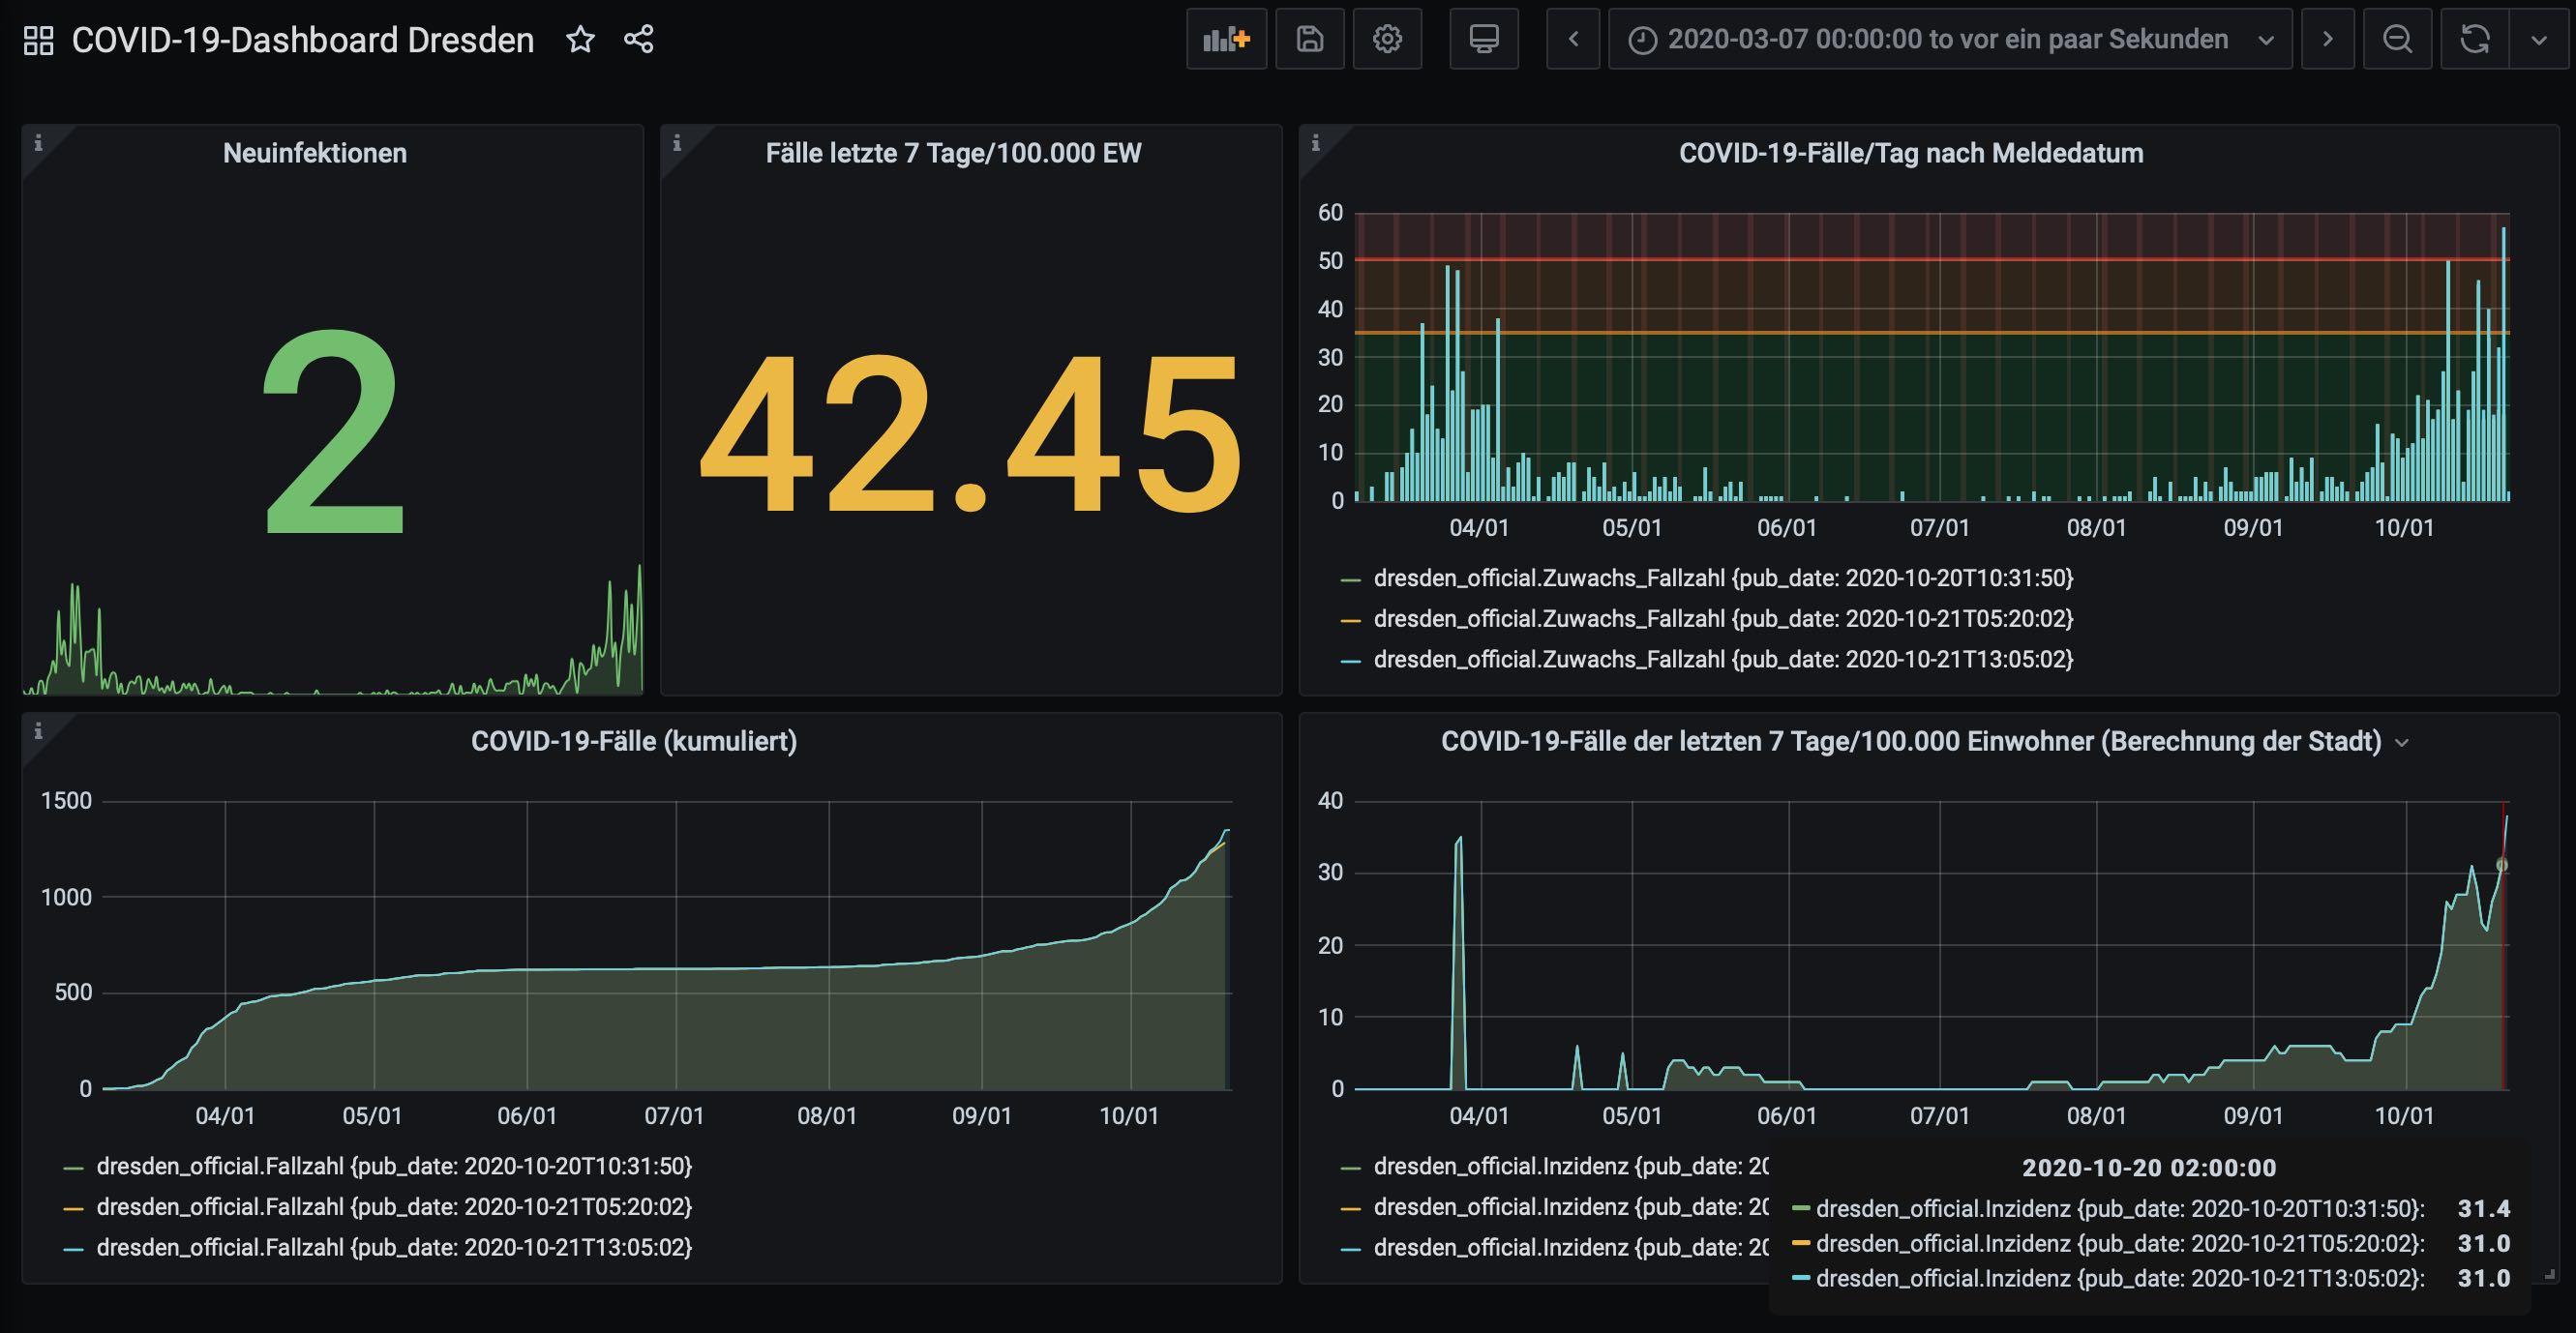 COVID-19-Dashboard Dresden
2020-03-07 00:00:00 to vor ein paar Sekunden
Neuinfektionen
2
Fälle letzte 7 Tage/100.000 EW
42.45
COVID-19-Fälle/Tag nach Meldedatum
60
50
40
30
20
10
0
04/01 05/01 06/01 07/01 08/01 09/01 10/01
dresden_official.Zuwachs_Fallzahl {pub_date: 2020-10-20T10:31:50}
dresden_official.Zuwachs_Fallzahl {pub_date: 2020-10-21T05:20:02}
dresden_official.Zuwachs_Fallzahl {pub_date: 2020-10-21T13:05:02}
COVID-19-Fälle (kumuliert)
1500
1000
500
0
04/01 05/01 06/01 07/01 08/01 09/01 10/01
dresden_official.Fallzahl {pub_date: 2020-10-20T10:31:50}
dresden_official.Fallzahl {pub_date: 2020-10-21T05:20:02}
dresden_official.Fallzahl {pub_date: 2020-10-21T13:05:02}
COVID-19-Fälle der letzten 7 Tage/100.000 Einwohner (Berechnung der Stadt)
40
30
20
10
0
04/01 05/01 06/01 07/01 08/01 09/01 10/01
dresden_official.Inzidenz {pub_date: 20
dresden_official.Inzidenz {pub_date: 20
dresden_official.Inzidenz {pub_date: 20
2020-10-20 02:00:00
dresden_official.Inzidenz {pub_date: 2020-10-20T10:31:50}: 31.4
dresden_official.Inzidenz {pub_date: 2020-10-21T05:20:02}: 31.0
dresden_official.Inzidenz {pub_date: 2020-10-21T13:05:02}: 31.0